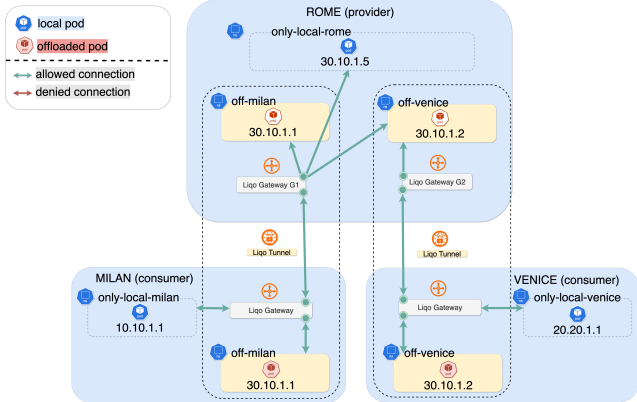 local pod
offloaded pod
allowed connection
denied connection
ROME (provider)
only-local-rome
30.10.1.5
off-milan
30.10.1.1
off-venice
30.10.1.2
Liqo Gateway G1
Liqo Gateway G2
Liqo Tunnel
Liqo Tunnel
MILAN (consumer)
only-local-milan
10.10.1.1
Liqo Gateway
off-milan
30.10.1.1
VENICE (consumer)
only-local-venice
20.20.1.1
Liqo Gateway
off-venice
30.10.1.2